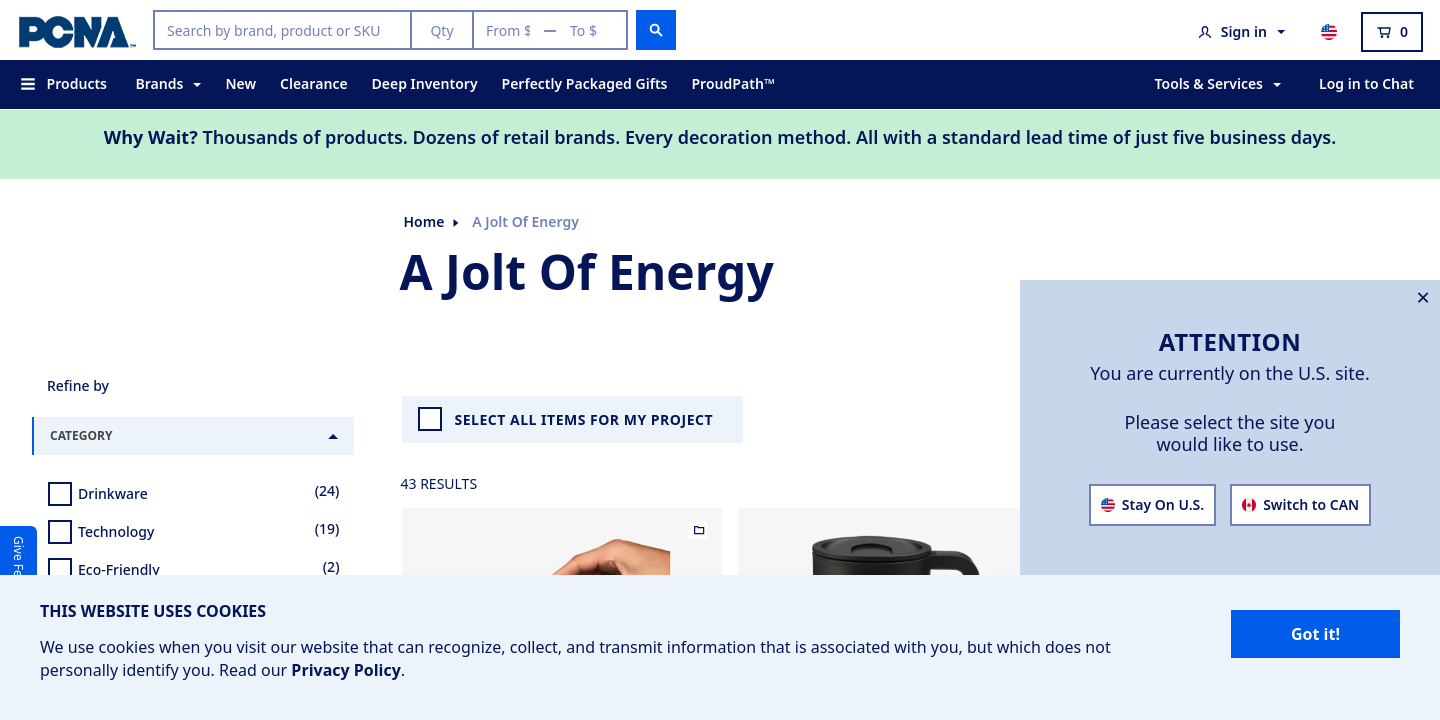 PCNA
Search by brand, product or SKU
Qty
From $
To $
Sign in
0
Products
Brands
New
Clearance
Deep Inventory
Perfectly Packaged Gifts
ProudPath™
Tools & Services
Log in to Chat
Why Wait? Thousands of products. Dozens of retail brands. Every decoration method. All with a standard lead time of just five business days.
Home
A Jolt Of Energy
A Jolt Of Energy
Refine by
CATEGORY
Drinkware (24)
Technology (19)
Eco-Friendly (2)
SELECT ALL ITEMS FOR MY PROJECT
43 RESULTS
Give Fe
ATTENTION
You are currently on the U.S. site.
Please select the site you
would like to use.
Stay On U.S.
Switch to CAN
THIS WEBSITE USES COOKIES
We use cookies when you visit our website that can recognize, collect, and transmit information that is associated with you, but which does not
personally identify you. Read our Privacy Policy.
Got it!